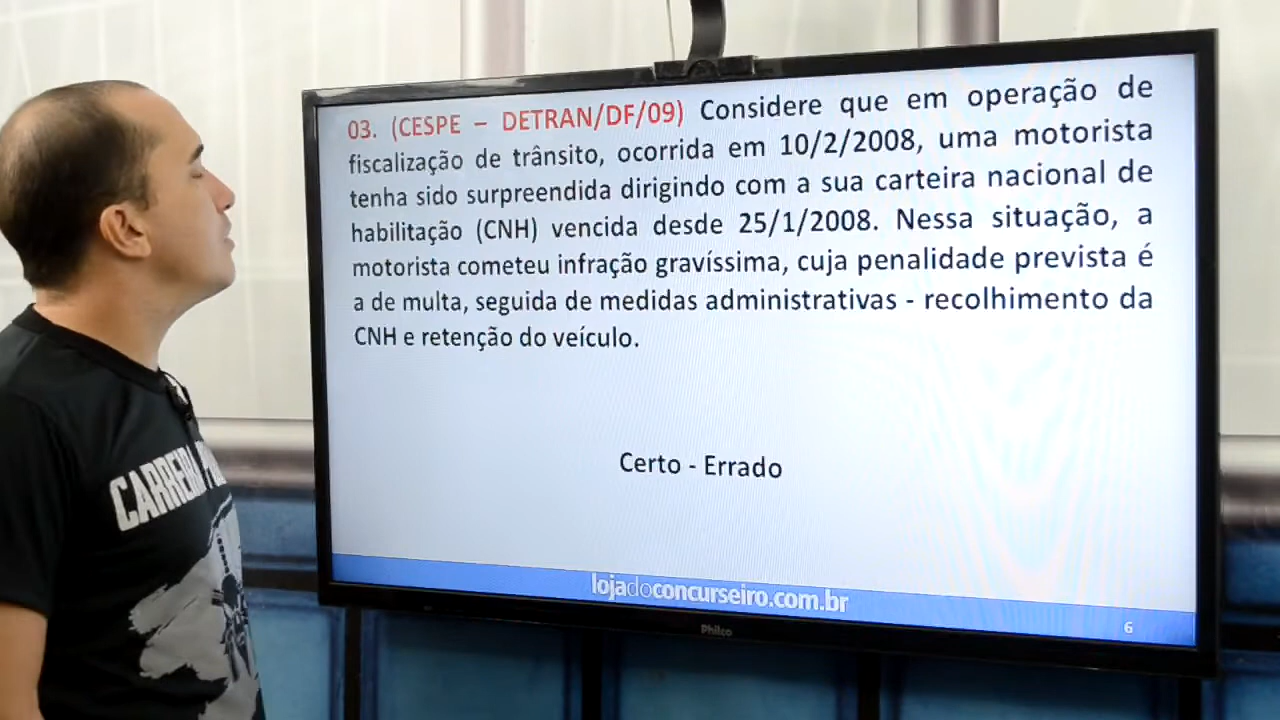 03. (CESPE – DETRAN/DF/09) Considere que em operação de
fiscalização de trânsito, ocorrida em 10/2/2008, uma motorista
tenha sido surpreendida dirigindo com a sua carteira nacional de
habilitação (CNH) vencida desde 25/1/2008. Nessa situação, a
motorista cometeu infração gravíssima, cuja penalidade prevista é
a de multa, seguida de medidas administrativas - recolhimento da
CNH e retenção do veículo.
Certo - Errado
lojadoconcurseiro.com.br
6
Philco
CARREIRA